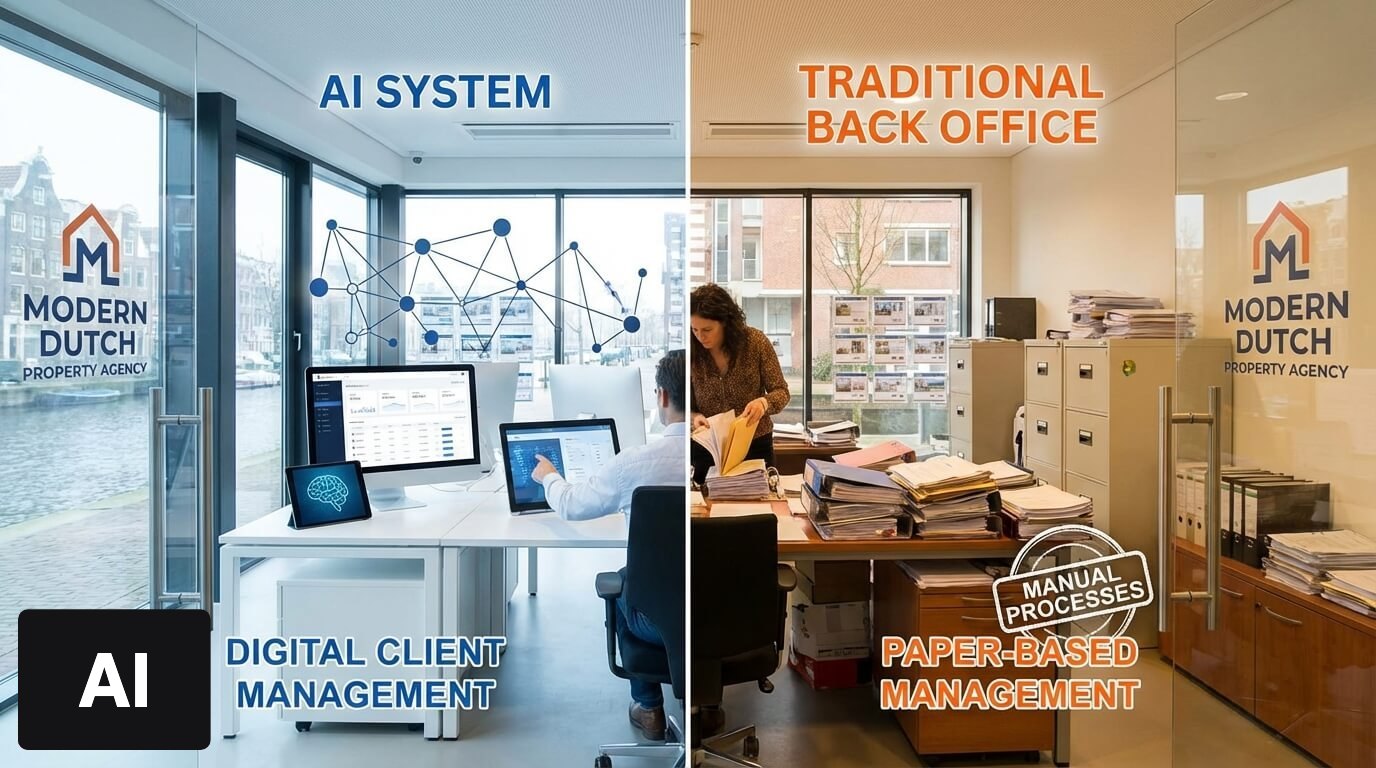 AI SYSTEM
TRADITIONAL
BACK OFFICE
MODERN
DUTCH
PROPERTY AGENCY
MODERN
DUTCH
PROPERTY AGENCY
MANUAL
PROCESSES
DIGITAL CLIENT
MANAGEMENT
PAPER-BASED
MANAGEMENT
AI